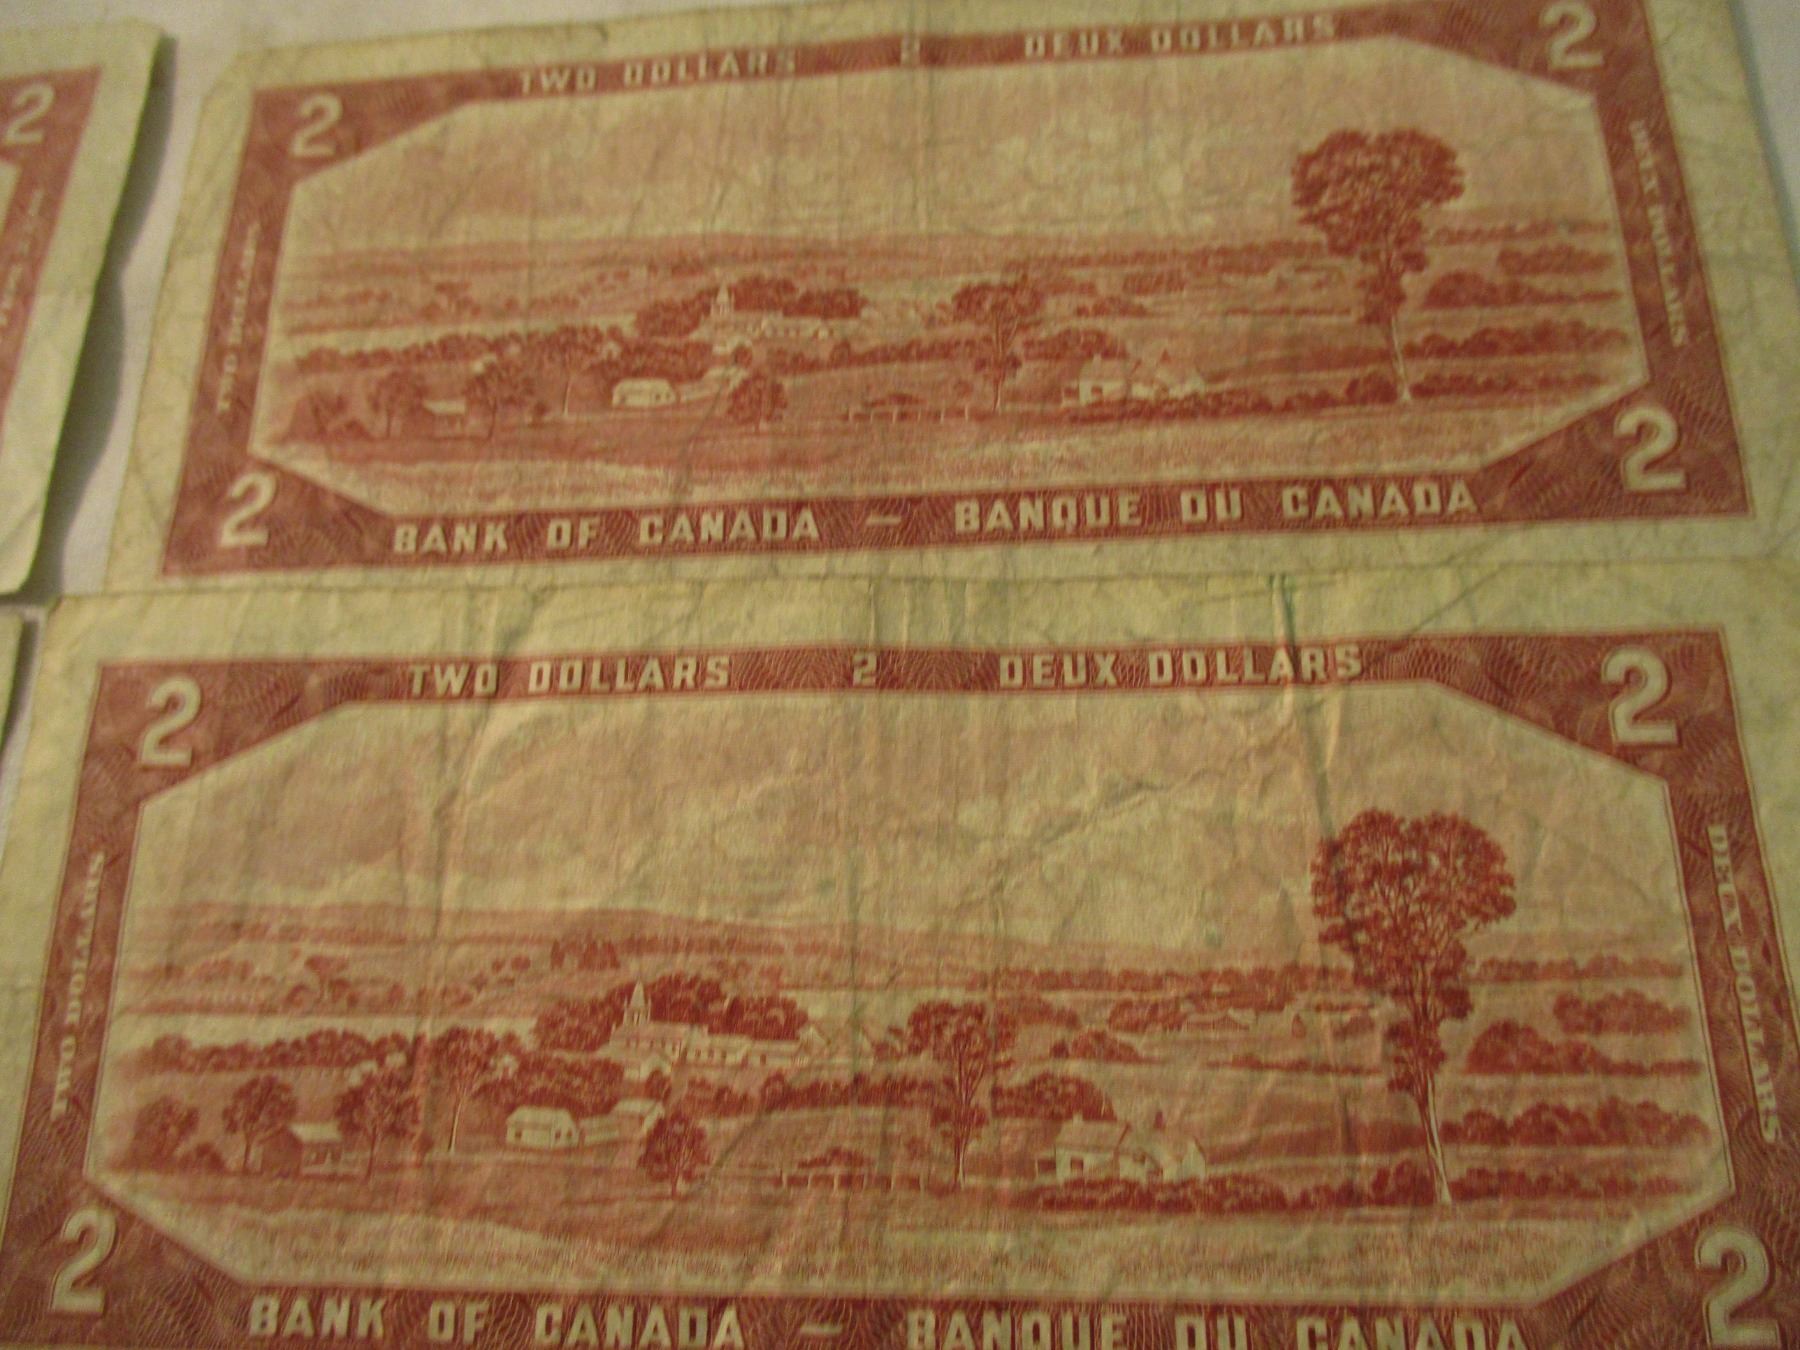 2
TWO DOLLARS 2 DEUX DOLLARS
2 2
TWO DOLLARS
DEUX DOLLARS
2 2
BANK OF CANADA — BANQUE DU CANADA
TWO DOLLARS 2 DEUX DOLLARS
2 2
TWO DOLLARS
DEUX DOLLARS
2 2
BANK OF CANADA — BANQUE DU CANADA